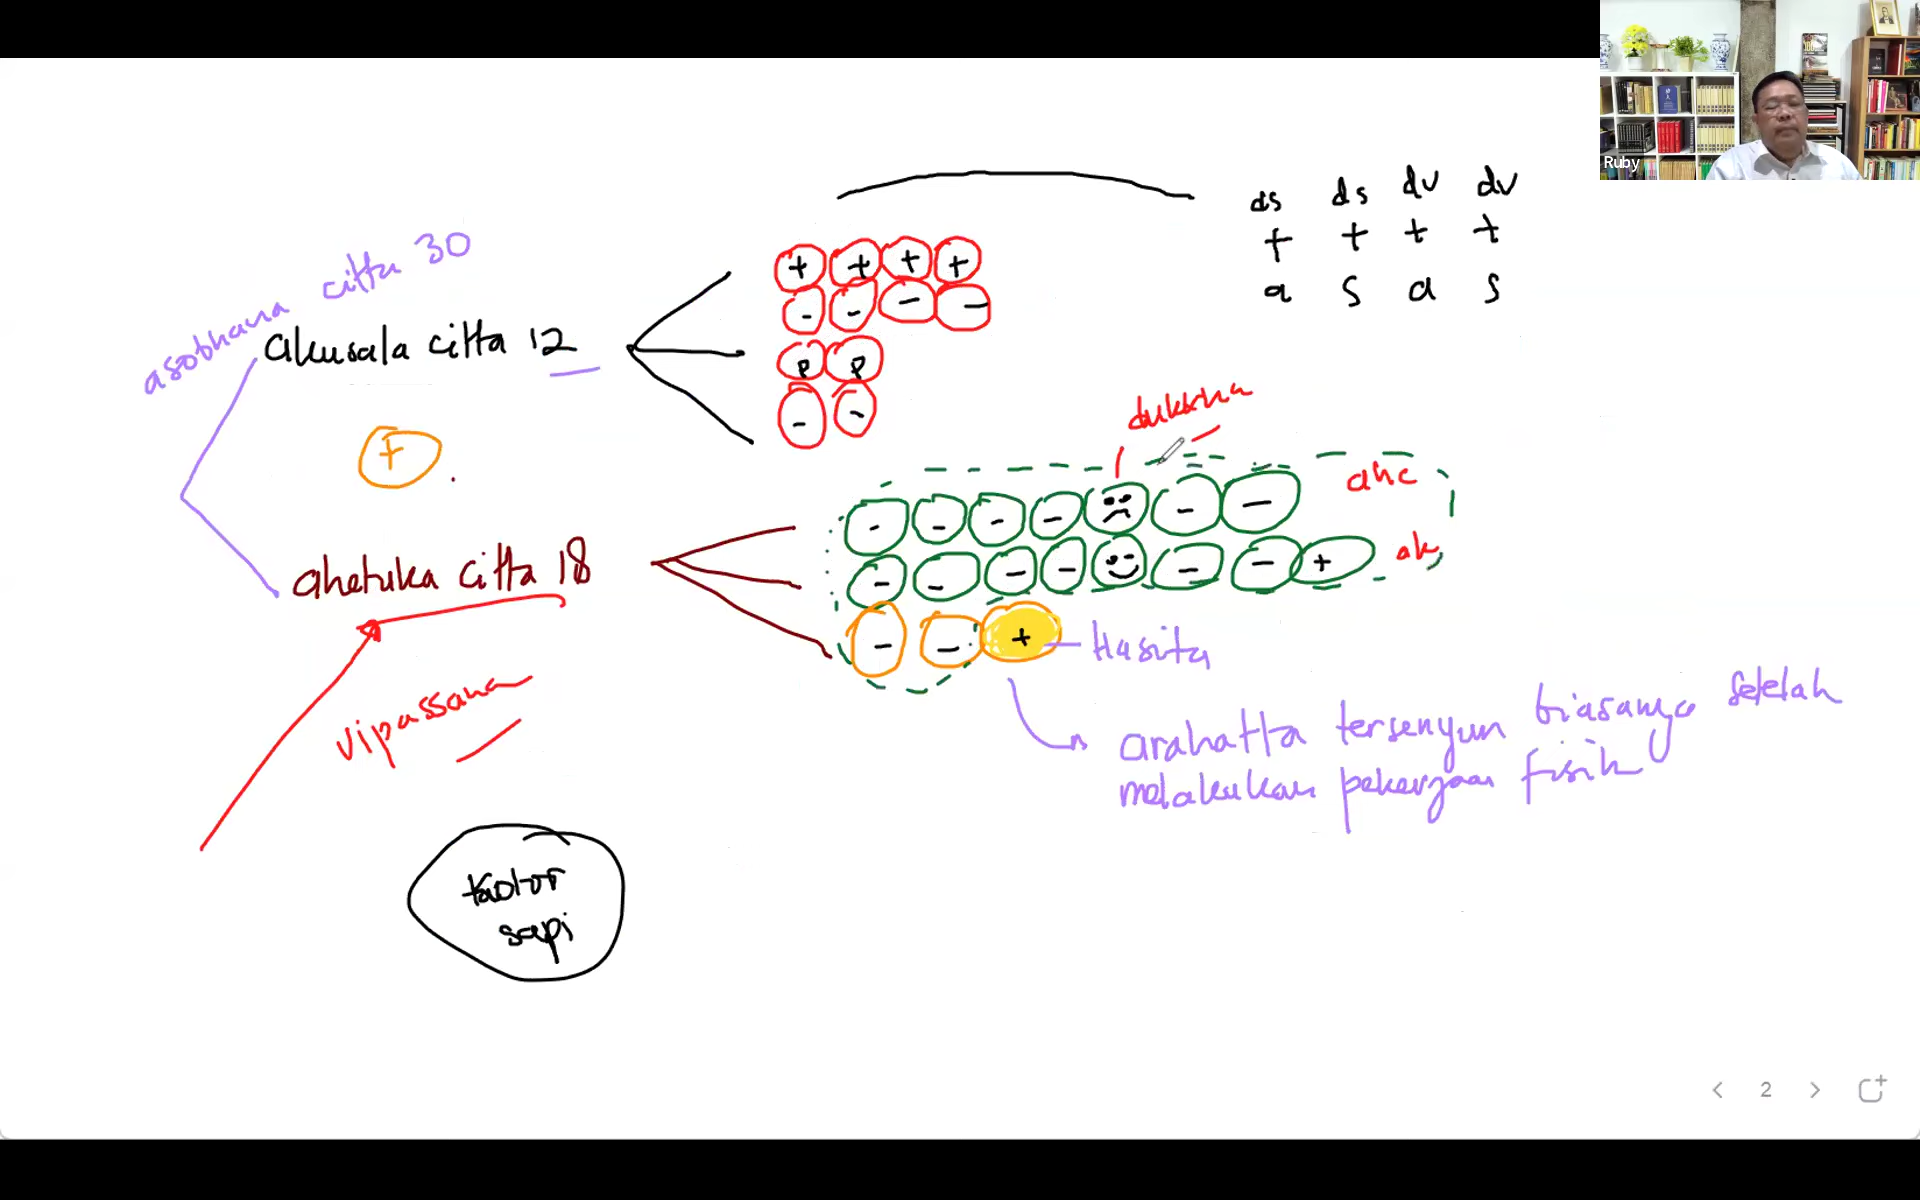 Ruby
ds ds dv dv
+ + + +
a s a s
asobhana citta 30
akusala citta 12
+ + + +
- - - -
P P
- -
+
dukkha
ahc
- - - - - -
ak
- - - - - - +
ahetuka citta 18
- - +
Hasita
vipassana
arahatta tersenyum biasanya setelah
melakukan pekerjaan fisik
sapi
2